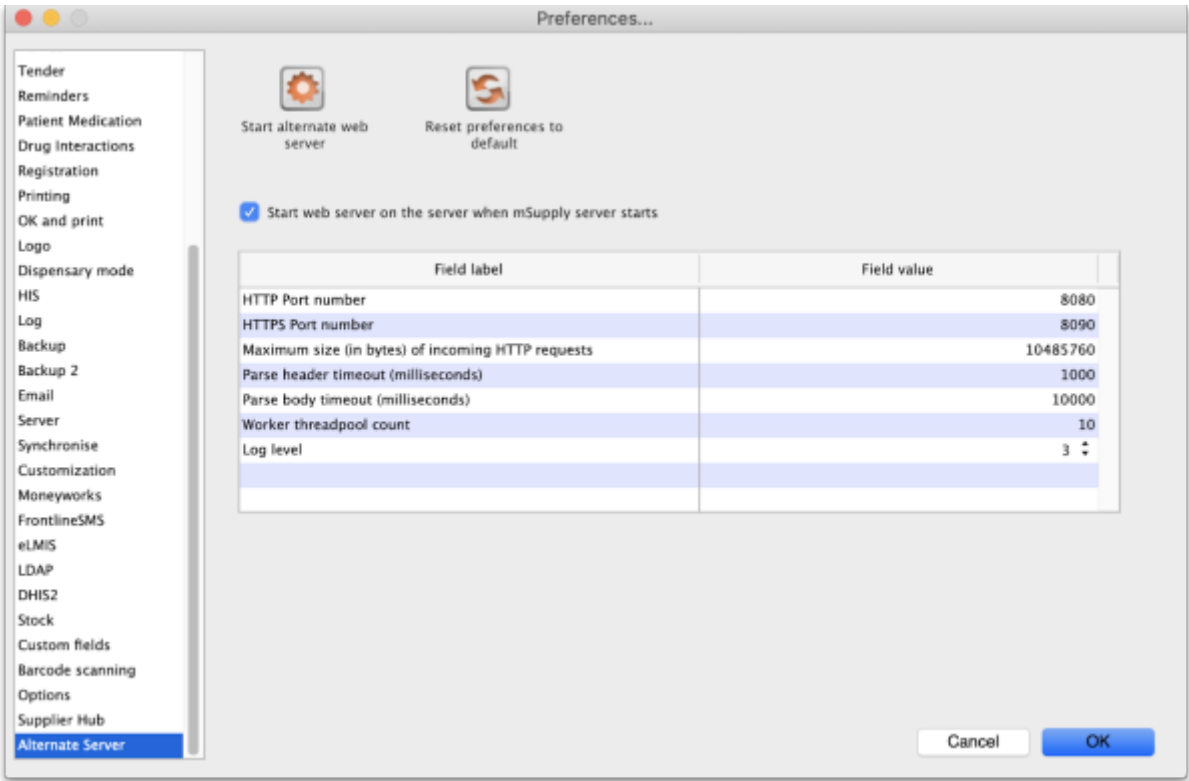 Preferences...
Tender
Reminders
Patient Medication
Drug Interactions
Registration
Printing
OK and print
Logo
Dispensary mode
HIS
Log
Backup
Backup 2
Email
Server
Synchronise
Customization
Moneyworks
FrontlineSMS
eLMIS
LDAP
DHIS2
Stock
Custom fields
Barcode scanning
Options
Supplier Hub
Alternate Server
Start alternate web
server
Reset preferences to
default
Start web server on the server when mSupply server starts
Field label Field value
HTTP Port number 8080
HTTPS Port number 8090
Maximum size (in bytes) of incoming HTTP requests 10485760
Parse header timeout (milliseconds) 1000
Parse body timeout (milliseconds) 10000
Worker threadpool count 10
Log level 3
Cancel OK